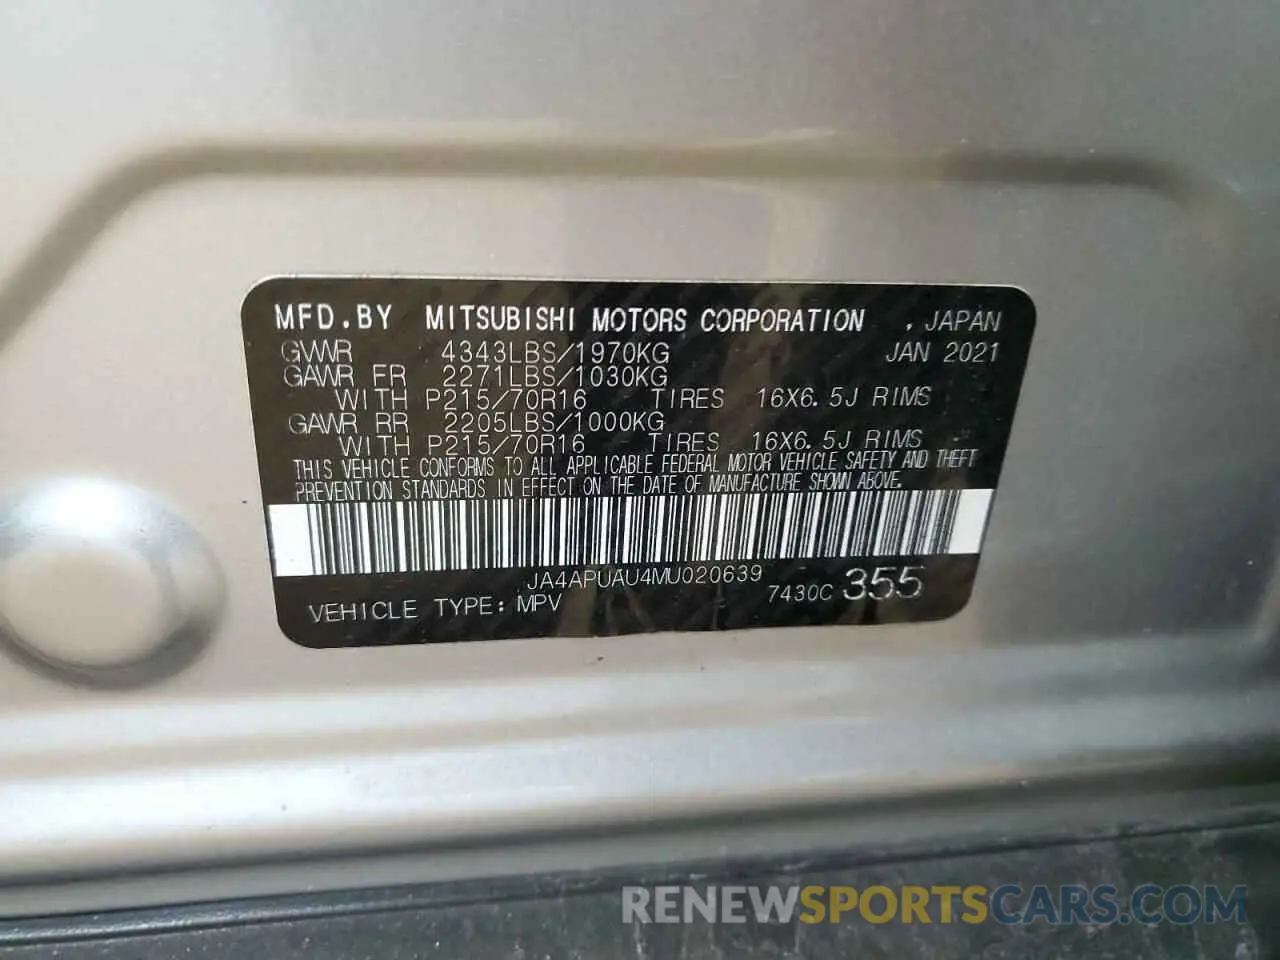 MFD.BY MITSUBISHI MOTORS CORPORATION . JAPAN
GVWR 4343LBS/1970KG JAN 2021
GAWR FR 2271LBS/1030KG
WITH P215/70R16 TIRES 16X6.5J RIMS
GAWR RR 2205LBS/1000KG
WITH P215/70R16 TIRES 16X6.5J RIMS
THIS VEHICLE CONFORMS TO ALL APPLICABLE FEDERAL MOTOR VEHICLE SAFETY AND THEFT
PREVENTION STANDARDS IN EFFECT ON THE DATE OF MANUFACTURE SHOWN ABOVE.
JA4APUAU4MU020639
VEHICLE TYPE: MPV 7430C 355
RENEWSPORTSCARS.COM